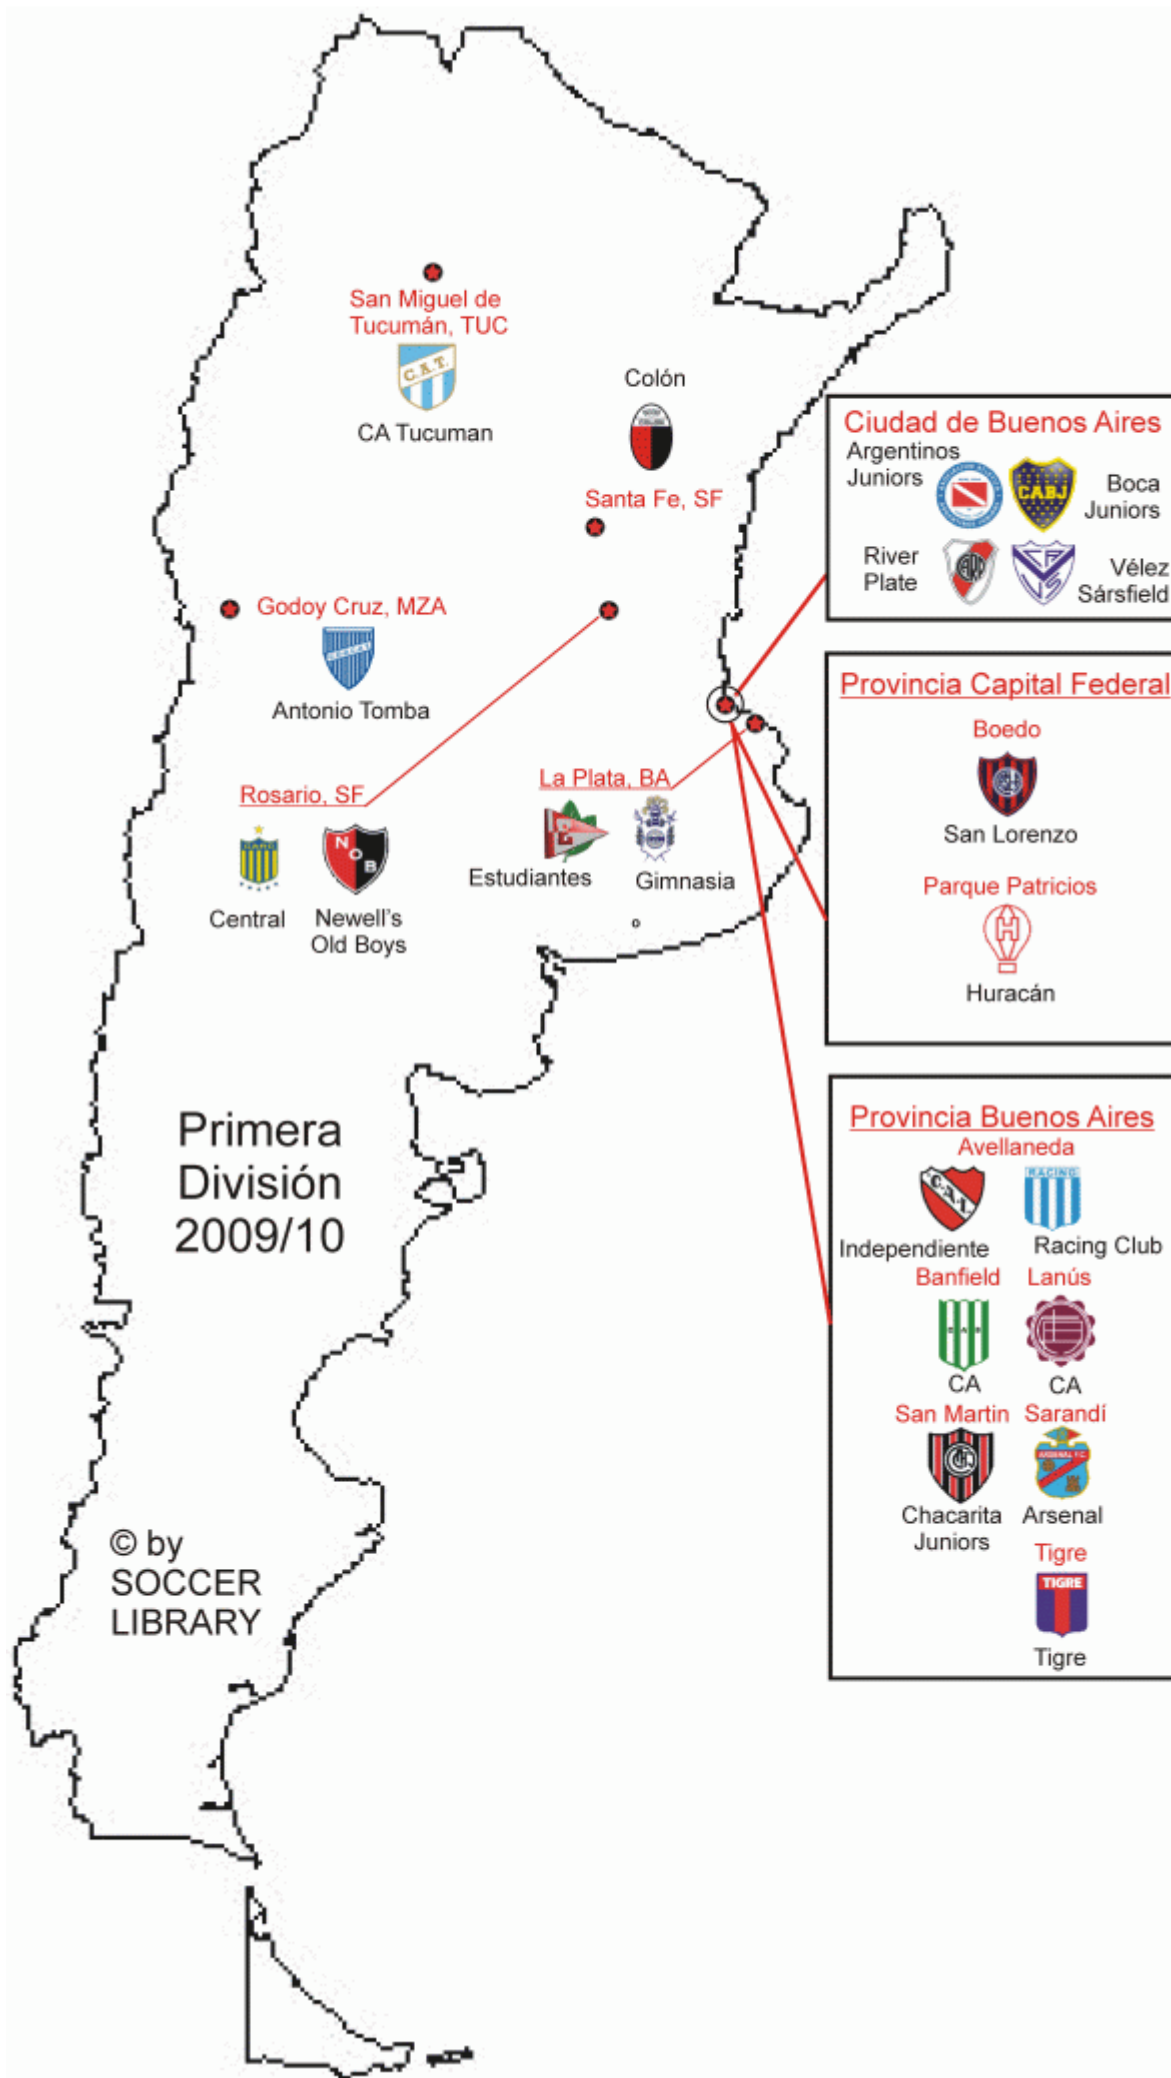 San Miguel de
Tucumán, TUC
C.A.T.
CA Tucuman
Colón
Santa Fe, SF
Godoy Cruz, MZA
Antonio Tomba
Rosario, SF
Central
NOB
Newell's
Old Boys
La Plata, BA
E
Estudiantes
Gimnasia
Ciudad de Buenos Aires
Argentinos
Juniors
CABJ
Boca
Juniors
River
Plate
CARP
Vélez
Sársfield
Provincia Capital Federal
Boedo
San Lorenzo
Parque Patricios
H
Huracán
Provincia Buenos Aires
Avellaneda
C.A.I.
RACING
Independiente
Racing Club
Banfield
Lanús
CA
CA
San Martin
Sarandí
ARSENAL F.C.
Chacarita
Juniors
Arsenal
Tigre
TIGRE
Tigre
Primera
División
2009/10
© by
SOCCER
LIBRARY